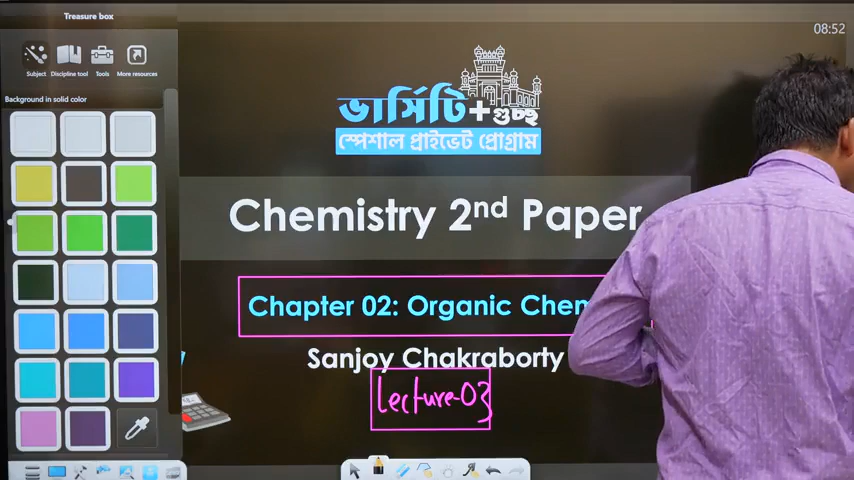 Treasure box
08:52
Subject Discipline tool Tools More resources
Background in solid color
ভার্সিটি + গুচ্ছ
স্পেশাল প্রাইভেট প্রোগ্রাম
Chemistry 2nd Paper
Chapter 02: Organic Chem
Sanjoy Chakraborty
Lecture-03